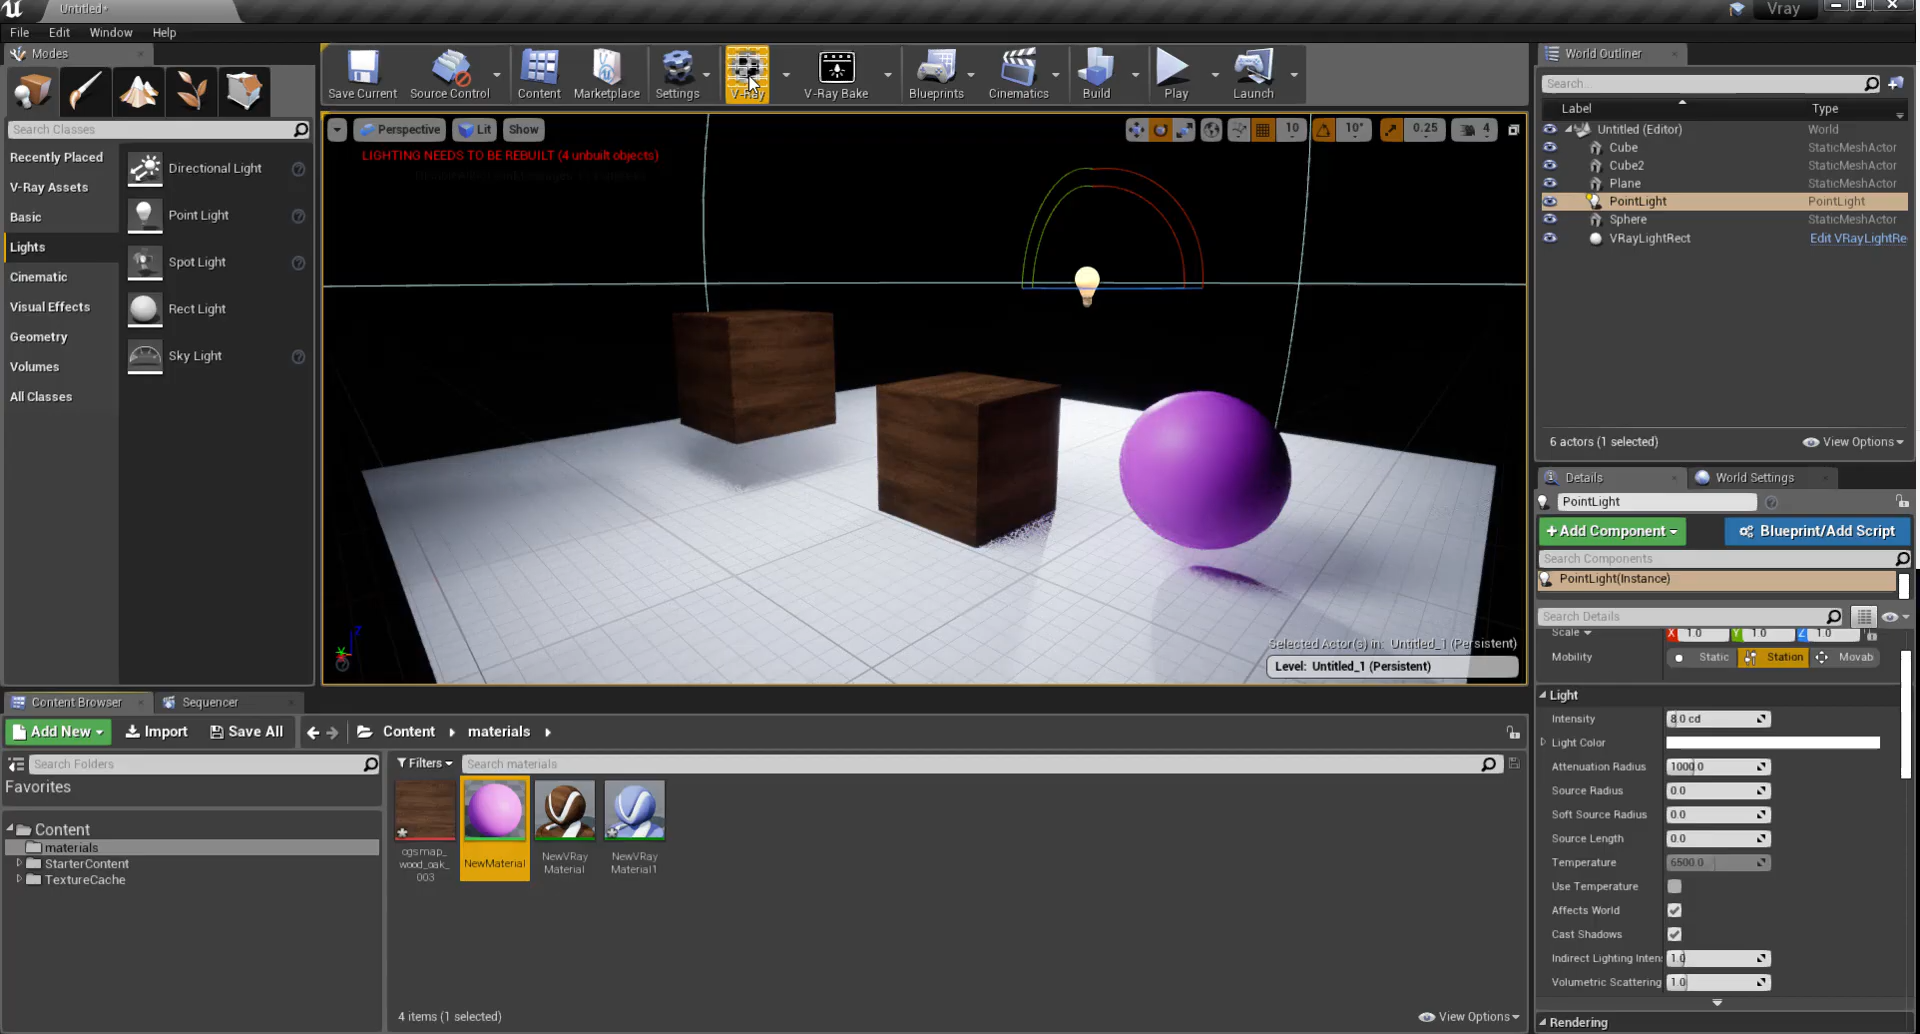 Untitled*
Vray
File Edit Window Help
Modes
Search Classes
Recently Placed
V-Ray Assets
Basic
Lights
Cinematic
Visual Effects
Geometry
Volumes
All Classes
Directional Light
Point Light
Spot Light
Rect Light
Sky Light
Save Current
Source Control
Content
Marketplace
Settings
V-Ray
V-Ray Bake
Blueprints
Cinematics
Build
Play
Launch
Perspective Lit Show
10 10° 0.25 4
LIGHTING NEEDS TO BE REBUILT (4 unbuilt objects)
Selected Actor(s) in: Untitled_1 (Persistent)
Level: Untitled_1 (Persistent)
World Outliner
Search...
Label Type
Untitled (Editor) World
Cube StaticMeshActor
Cube2 StaticMeshActor
Plane StaticMeshActor
PointLight PointLight
Sphere StaticMeshActor
VRayLightRect Edit VRayLightRe
6 actors (1 selected) View Options
Details World Settings
PointLight
+Add Component Blueprint/Add Script
Search Components
PointLight(Instance)
Search Details
Scale X 1.0 Y 1.0 Z 1.0
Mobility Static Station Movab
Light
Intensity 8.0 cd
Light Color
Attenuation Radius 1000.0
Source Radius 0.0
Soft Source Radius 0.0
Source Length 0.0
Temperature 6500.0
Use Temperature
Affects World
Cast Shadows
Indirect Lighting Inten 1.0
Volumetric Scattering 1.0
Rendering
Content Browser Sequencer
Add New Import Save All Content materials
Search Folders
Favorites
Content
materials
StarterContent
TextureCache
Filters Search materials
cgsmap_
wood_oak_
003
NewMaterial
NewVRay
Material
NewVRay
Material1
4 items (1 selected) View Options